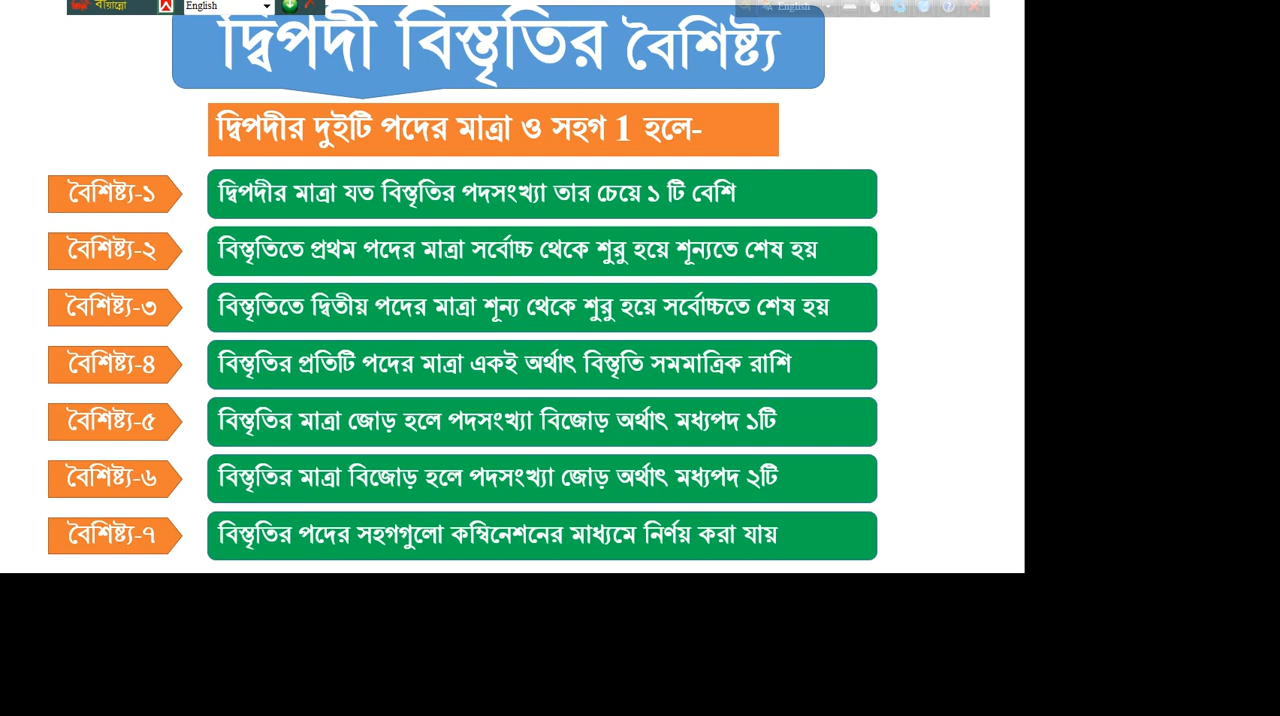 বায়ান্নো English English
দ্বিপদী বিস্তৃতির বৈশিষ্ট্য
দ্বিপদীর দুইটি পদের মাত্রা ও সহগ 1 হলে-
বৈশিষ্ট্য-১ দ্বিপদীর মাত্রা যত বিস্তৃতির পদসংখ্যা তার চেয়ে ১ টি বেশি
বৈশিষ্ট্য-২ বিস্তৃতিতে প্রথম পদের মাত্রা সর্বোচ্চ থেকে শুরু হয়ে শূন্যতে শেষ হয়
বৈশিষ্ট্য-৩ বিস্তৃতিতে দ্বিতীয় পদের মাত্রা শূন্য থেকে শুরু হয়ে সর্বোচ্চতে শেষ হয়
বৈশিষ্ট্য-৪ বিস্তৃতির প্রতিটি পদের মাত্রা একই অর্থাৎ বিস্তৃতি সমমাত্রিক রাশি
বৈশিষ্ট্য-৫ বিস্তৃতির মাত্রা জোড় হলে পদসংখ্যা বিজোড় অর্থাৎ মধ্যপদ ১টি
বৈশিষ্ট্য-৬ বিস্তৃতির মাত্রা বিজোড় হলে পদসংখ্যা জোড় অর্থাৎ মধ্যপদ ২টি
বৈশিষ্ট্য-৭ বিস্তৃতির পদের সহগগুলো কম্বিনেশনের মাধ্যমে নির্ণয় করা যায়